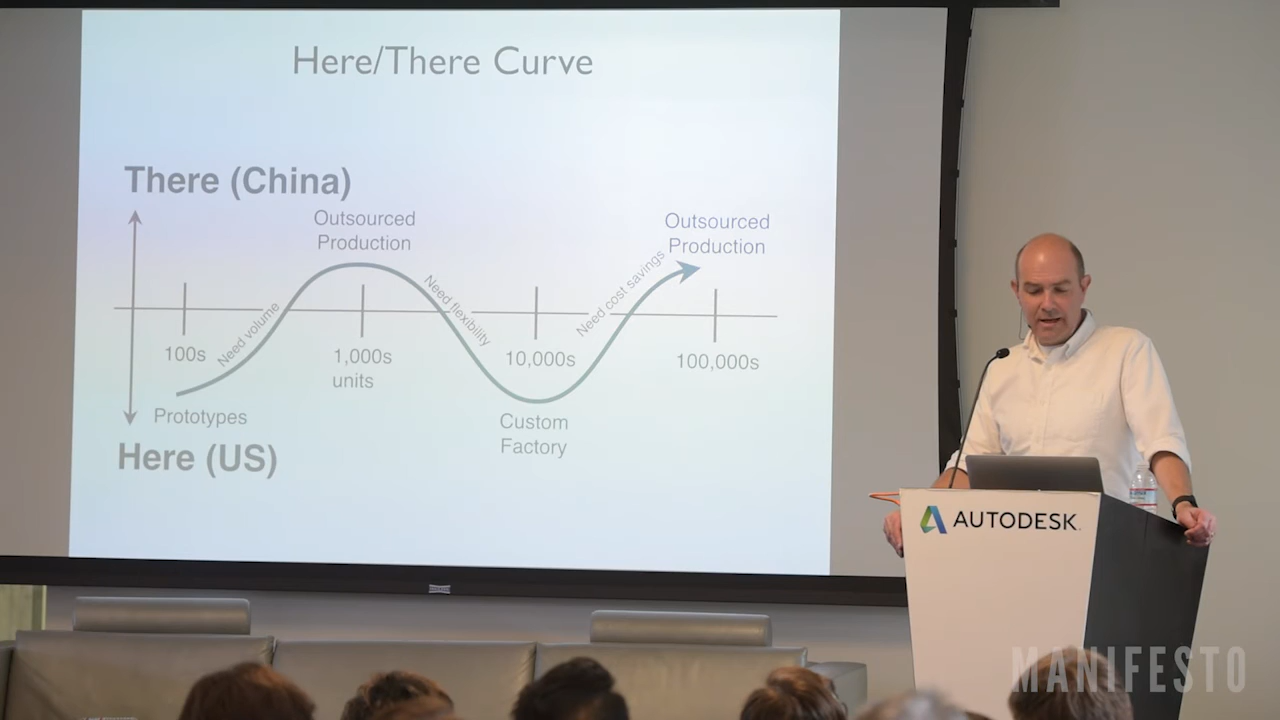 Here/There Curve
There (China)
Outsourced
Production
Outsourced
Production
Need volume
Need flexibility
Need cost savings
100s
1,000s
units
10,000s
100,000s
Prototypes
Custom
Factory
Here (US)
AUTODESK
MANIFESTO